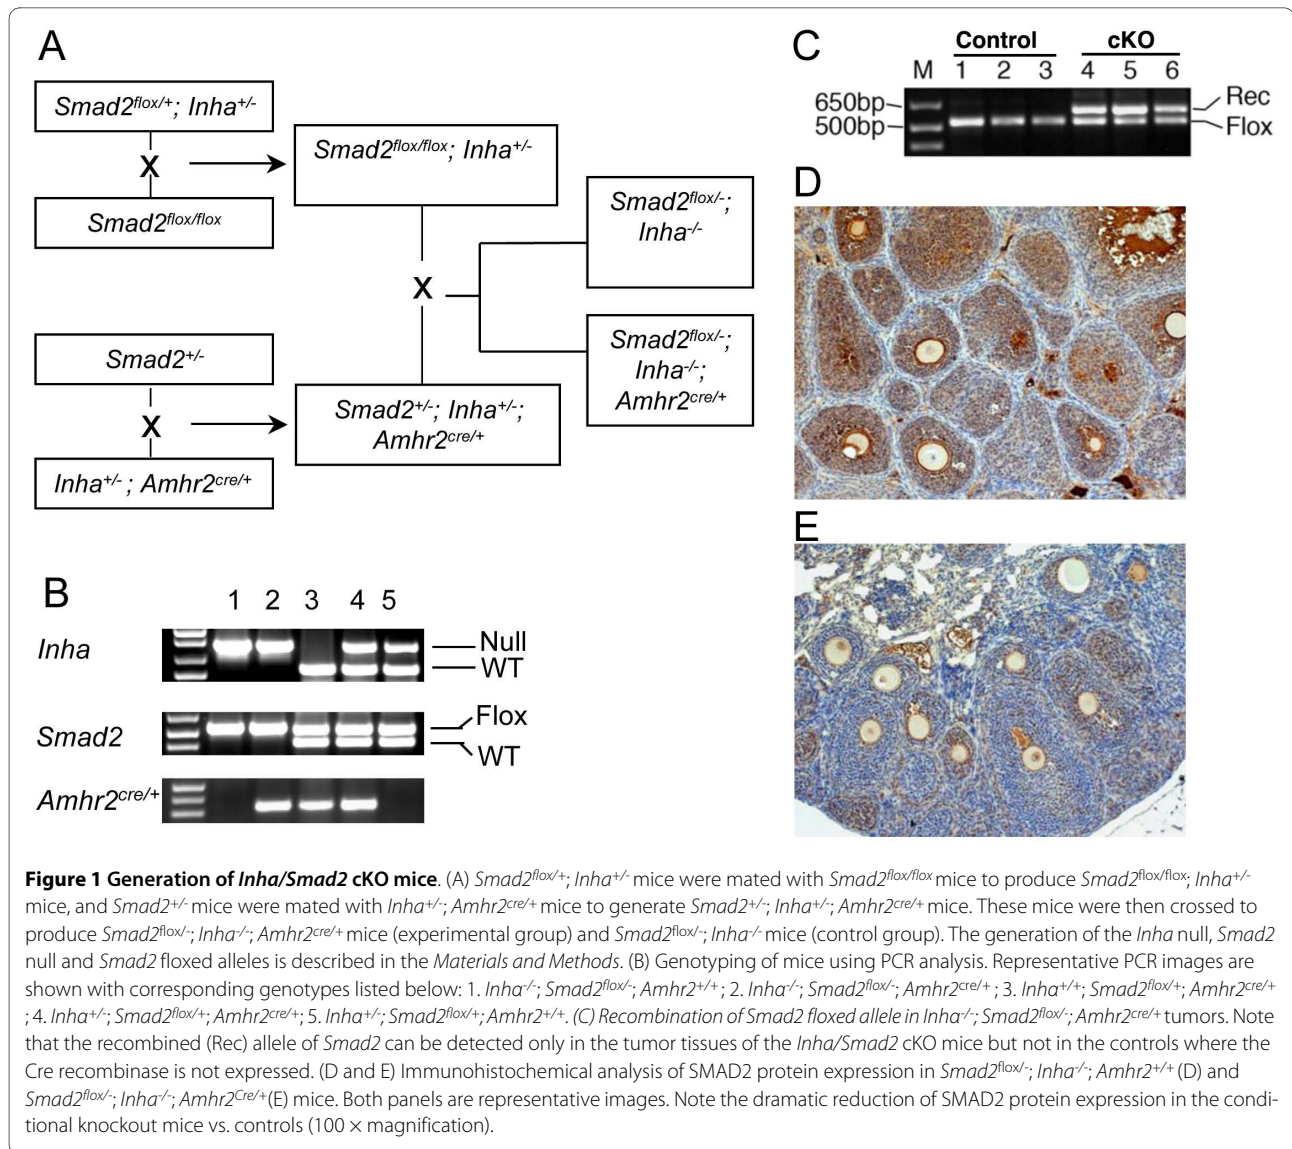 A
Smad2flox/+; Inha+/-
X
Smad2flox/flox
Smad2flox/flox; Inha+/-
X
Smad2+/-
X
Inha+/- ; Amhr2cre/+
Smad2+/-; Inha+/-;
Amhr2cre/+
Smad2flox/-;
Inha-/-
Smad2flox/-;
Inha-/-;
Amhr2cre/+
B
1 2 3 4 5
Inha
Null
WT
Smad2
Flox
WT
Amhr2cre/+
C
Control cKO
M 1 2 3 4 5 6
650bp
500bp
Rec
Flox
D
E
Figure 1 Generation of Inha/Smad2 cKO mice. (A) Smad2flox/+; Inha+/- mice were mated with Smad2flox/flox mice to produce Smad2flox/flox; Inha+/-
mice, and Smad2+/- mice were mated with Inha+/-; Amhr2cre/+ mice to generate Smad2+/-; Inha+/-; Amhr2cre/+ mice. These mice were then crossed to
produce Smad2flox/-; Inha-/-; Amhr2cre/+ mice (experimental group) and Smad2flox/-; Inha-/- mice (control group). The generation of the Inha null, Smad2
null and Smad2 floxed alleles is described in the Materials and Methods. (B) Genotyping of mice using PCR analysis. Representative PCR images are
shown with corresponding genotypes listed below: 1. Inha-/-; Smad2flox/-; Amhr2+/+ ; 2. Inha-/-; Smad2flox/-; Amhr2cre/+ ; 3. Inha+/+; Smad2flox/+; Amhr2cre/+
; 4. Inha+/-; Smad2flox/+; Amhr2cre/+; 5. Inha+/-; Smad2flox/+; Amhr2+/+. (C) Recombination of Smad2 floxed allele in Inha-/-; Smad2flox/-; Amhr2cre/+ tumors. Note
that the recombined (Rec) allele of Smad2 can be detected only in the tumor tissues of the Inha/Smad2 cKO mice but not in the controls where the
Cre recombinase is not expressed. (D and E) Immunohistochemical analysis of SMAD2 protein expression in Smad2flox/-; Inha-/-; Amhr2+/+ (D) and
Smad2flox/-; Inha-/-; Amhr2Cre/+ (E) mice. Both panels are representative images. Note the dramatic reduction of SMAD2 protein expression in the condi-
tional knockout mice vs. controls (100 × magnification).